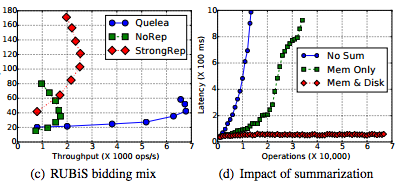 180
160
140
120
100
80
60
40
20
0
0 1 2 3 4 5 6 7
Quelea
NoRep
StrongRep
Throughput (X 1000 ops/s)
(c) RUBiS bidding mix
Latency (X 100 ms)
10
8
6
4
2
0
0 1 2 3 4 5 6 7
No Sum
Mem Only
Mem & Disk
Operations (X 10,000)
(d) Impact of summarization